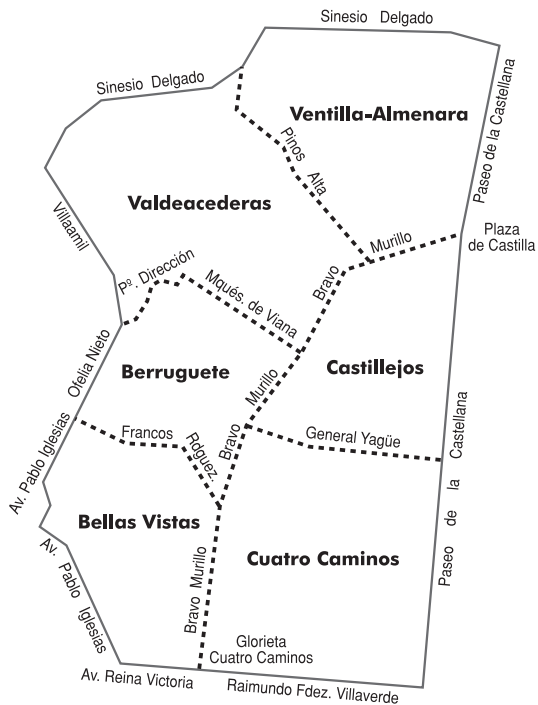 Sinesio Delgado
Sinesio Delgado
Ventilla-Almenara
Paseo de la Castellana
Pinos Alta
Villaamil
Valdeacederas
Plaza
de Castilla
Murillo
Bravo
Pº. Dirección
Mqués. de Viana
Ofelia Nieto
Berruguete
Castillejos
Murillo
Bravo
Av. Pablo Iglesias
Francos Rdguez.
General Yagüe
Paseo de la Castellana
Bellas Vistas
Cuatro Caminos
Av. Pablo Iglesias
Bravo Murillo
Glorieta
Cuatro Caminos
Av. Reina Victoria
Raimundo Fdez. Villaverde